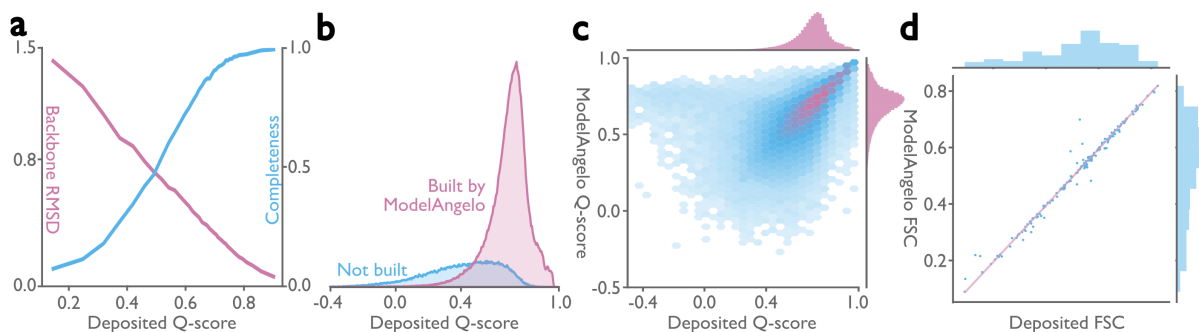 a
1.5
0.8
0.0
Backbone RMSD
1.0
0.5
0.0
Completeness
0.2
0.4
0.6
0.8
Deposited Q-score
b
Built by
ModelAngelo
Not built
-0.4
0.0
0.4
1.0
Deposited Q-score
c
ModelAngelo Q-score
1.0
0.5
0.0
-0.5
-0.4
0.0
0.4
1.0
Deposited Q-score
d
ModelAngelo FSC
0.8
0.6
0.4
0.2
Deposited FSC